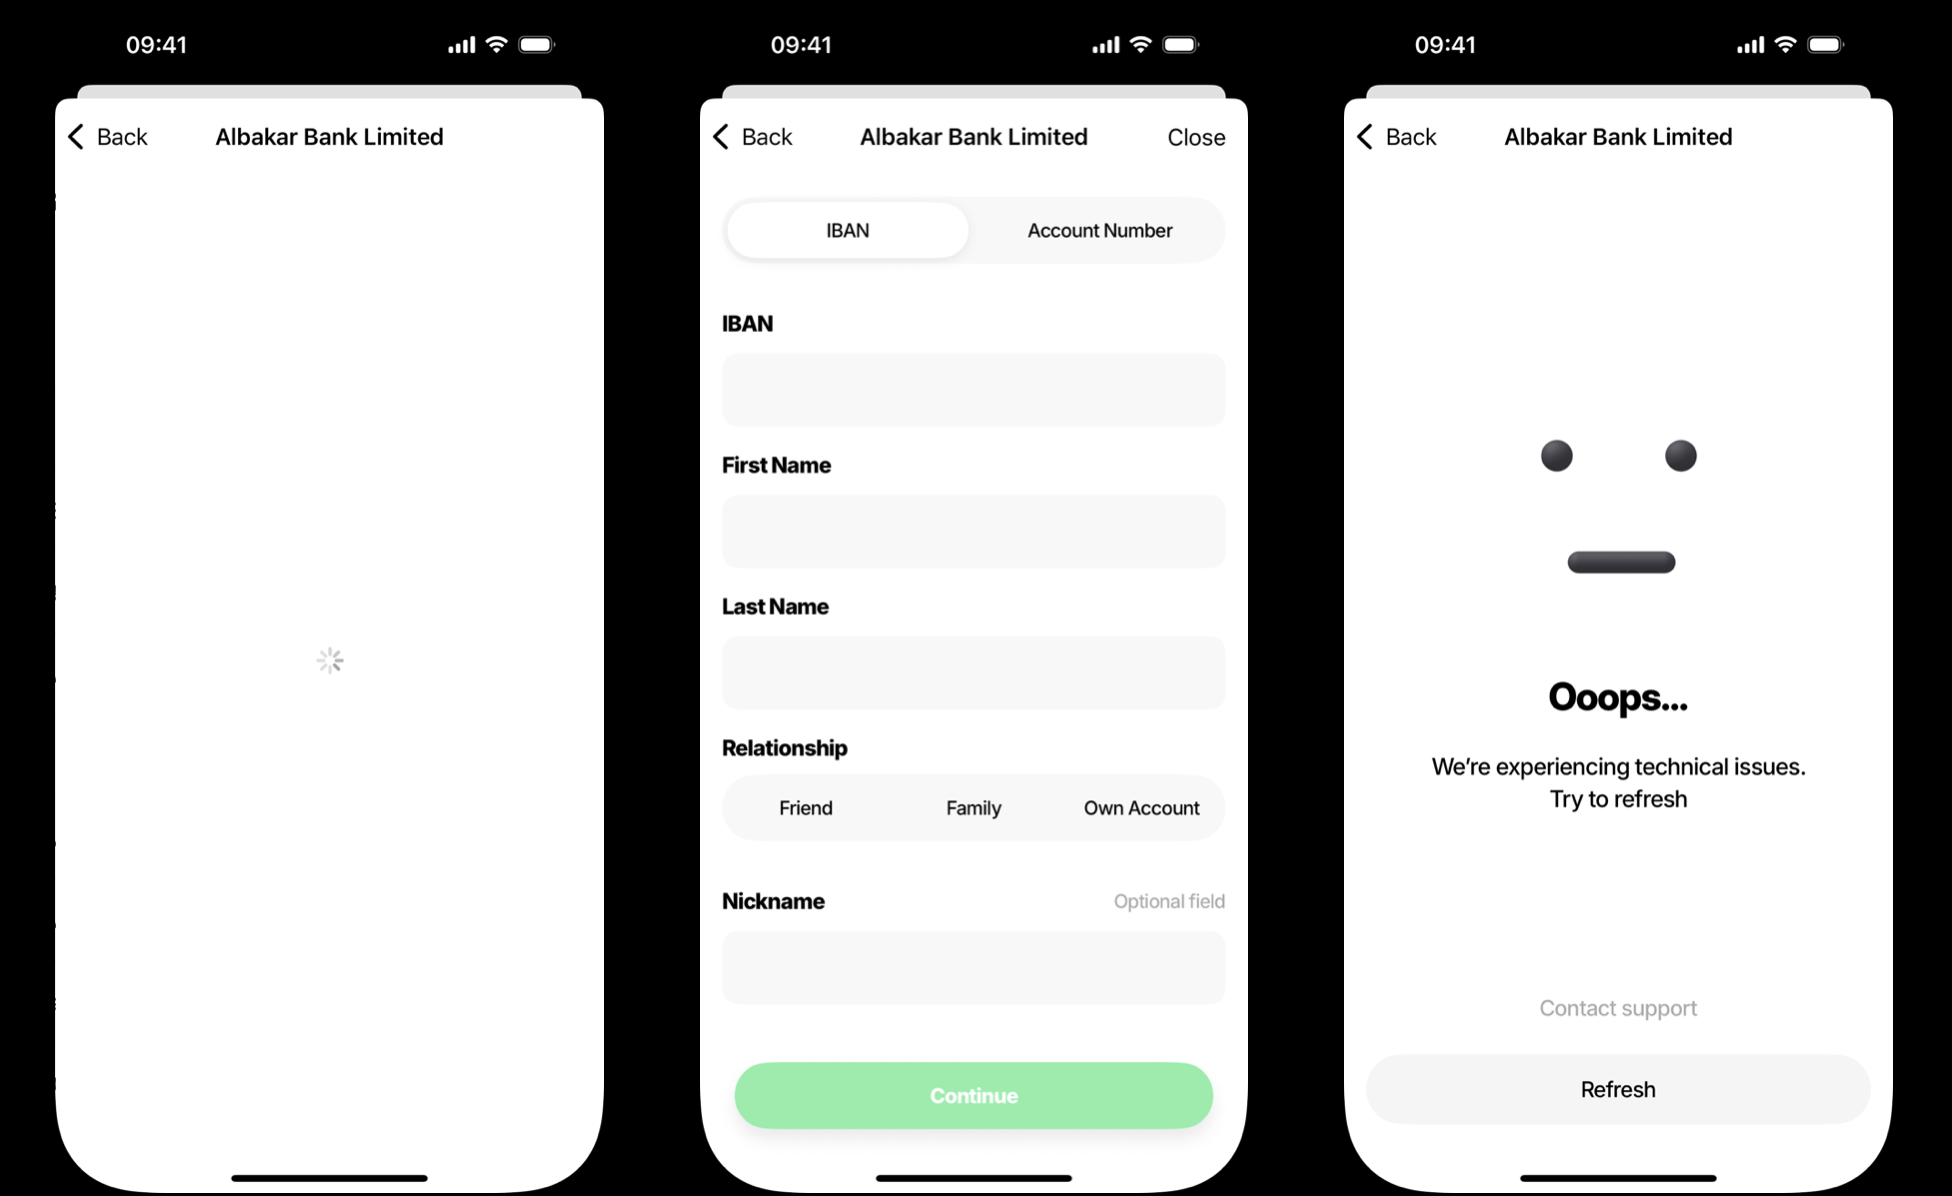 09:41
Back
Albakar Bank Limited
09:41
Back
Albakar Bank Limited
Close
IBAN
Account Number
IBAN
First Name
Last Name
Relationship
Friend
Family
Own Account
Nickname
Optional field
Continue
09:41
Back
Albakar Bank Limited
Ooops...
We’re experiencing technical issues.
Try to refresh
Contact support
Refresh